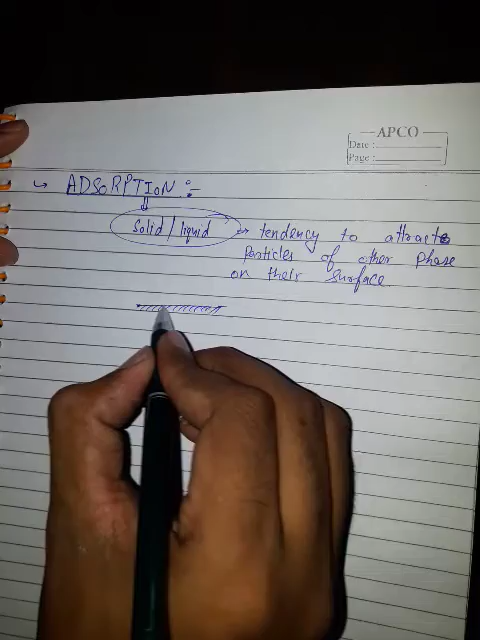 APCO
Date :
Page :
↳ ADSORPTION :-
Solid / liquid → tendency to attracts
Particles of other phase
on their surface